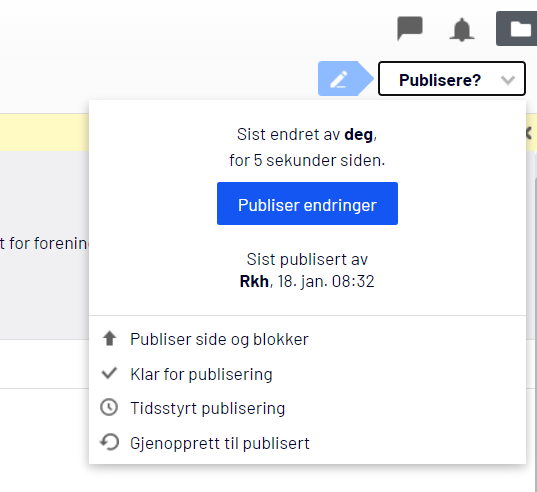 Publisere?
Sist endret av deg,
for 5 sekunder siden.
Publiser endringer
t for forenin
Sist publisert av
Rkh, 18. jan. 08:32
Publiser side og blokker
Klar for publisering
Tidsstyrt publisering
Gjenopprett til publisert